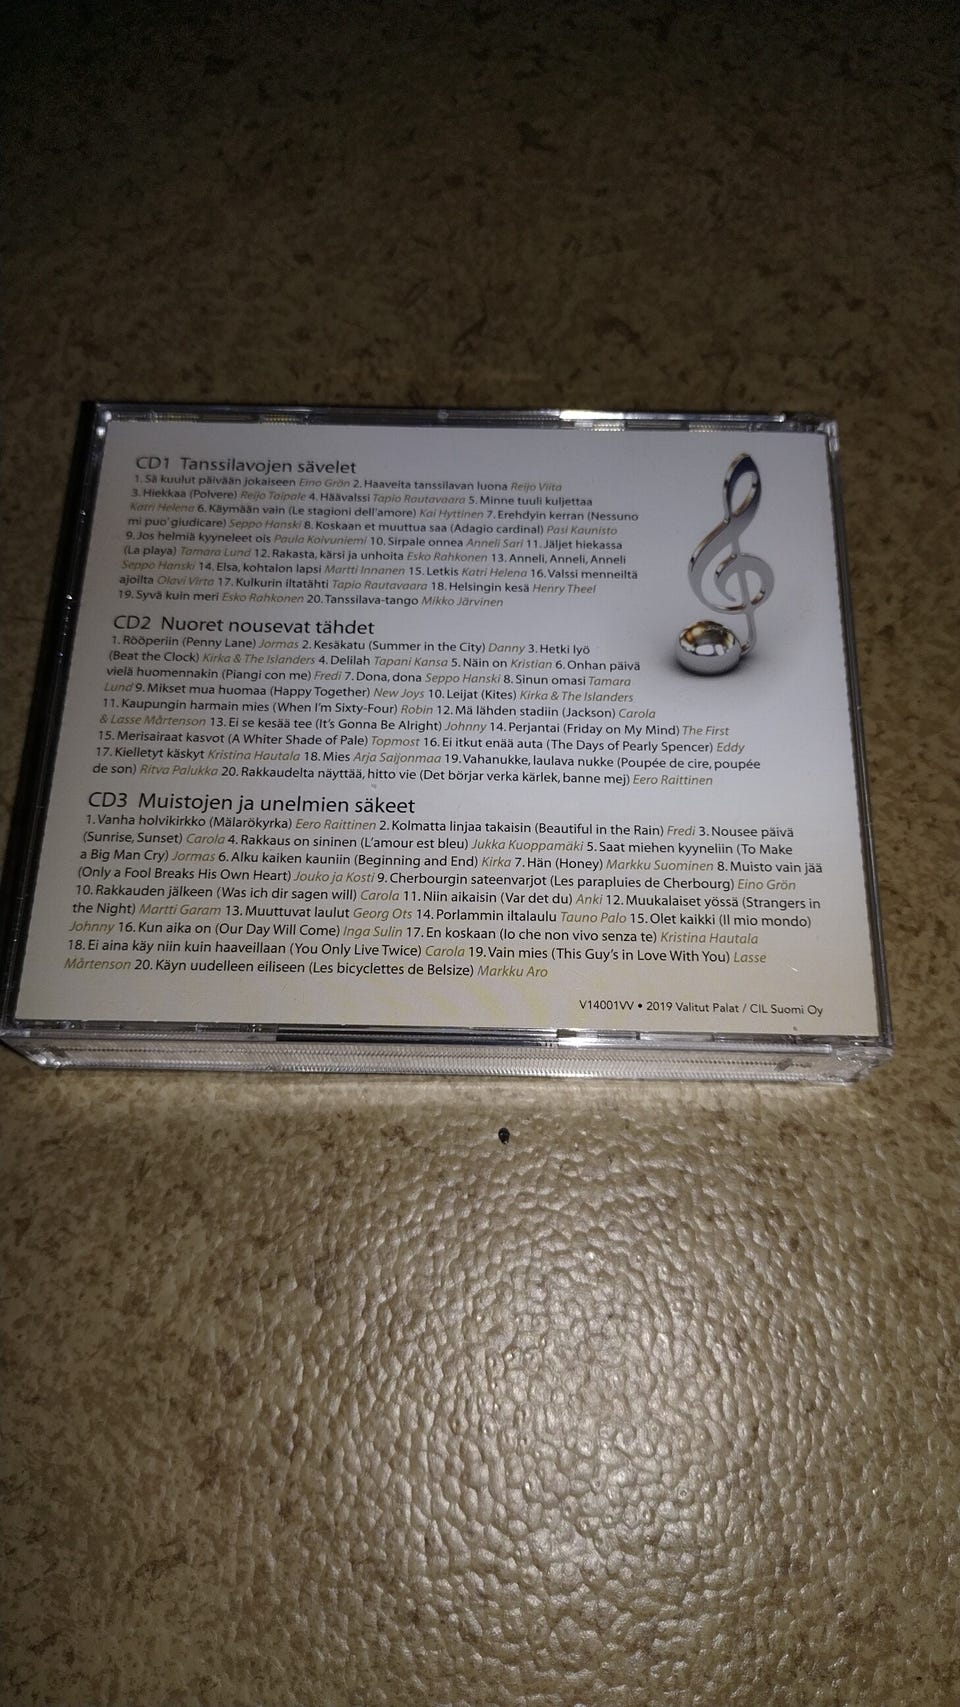 CD1 Tanssilavojen sävelet
1. Sä kuulut päivään jokaiseen Eino Grön 2. Haaveita tanssilavan luona Reijo Viita
3. Hiekkaa (Polvere) Reijo Taipale 4. Häävalssi Tapio Rautavaara 5. Minne tuuli kuljettaa
Katri Helena 6. Käymään vain (Le stagioni dell'amore) Kai Hyttinen 7. Erehdyin kerran (Nessuno
mi puo' giudicare) Seppo Hanski 8. Koskaan et muuttua saa (Adagio cardinal) Pasi Kaunisto
9. Jos helmiä kyyneleet ois Paula Koivuniemi 10. Sirpale onnea Anneli Sari 11. Jäljet hiekassa
(La playa) Tamara Lund 12. Rakasta, kärsi ja unhoita Esko Rahkonen 13. Anneli, Anneli, Anneli
Seppo Hanski 14. Elsa, kohtalon lapsi Martti Innanen 15. Letkis Katri Helena 16. Valssi menneiltä
ajoilta Olavi Virta 17. Kulkurin iltatähti Tapio Rautavaara 18. Helsingin kesä Henry Theel
19. Syvä kuin meri Esko Rahkonen 20. Tanssilava-tango Mikko Järvinen
CD2 Nuoret nousevat tähdet
1. Rööperiin (Penny Lane) Jormas 2. Kesäkatu (Summer in the City) Danny 3. Hetki lyö
(Beat the Clock) Kirka & The Islanders 4. Delilah Tapani Kansa 5. Näin on Kristian 6. Onhan päivä
vielä huomennakin (Piangi con me) Fredi 7. Dona, dona Seppo Hanski 8. Sinun omasi Tamara
Lund 9. Mikset mua huomaa (Happy Together) New Joys 10. Leijat (Kites) Kirka & The Islanders
11. Kaupungin harmain mies (When I'm Sixty-Four) Robin 12. Mä lähden stadiin (Jackson) Carola
& Lasse Mårtenson 13. Ei se kesää tee (It's Gonna Be Alright) Johnny 14. Perjantai (Friday on My Mind) The First
15. Merisairaat kasvot (A Whiter Shade of Pale) Topmost 16. Ei itkut enää auta (The Days of Pearly Spencer) Eddy
17. Kielletyt käskyt Kristina Hautala 18. Mies Arja Saijonmaa 19. Vahanukke, laulava nukke (Poupée de cire, poupée
de son) Ritva Palukka 20. Rakkaudelta näyttää, hitto vie (Det börjar verka kärlek, banne mej) Eero Raittinen
CD3 Muistojen ja unelmien säkeet
1. Vanha holvikirkko (Mälarökyrka) Eero Raittinen 2. Kolmatta linjaa takaisin (Beautiful in the Rain) Fredi 3. Nousee päivä
(Sunrise, Sunset) Carola 4. Rakkaus on sininen (L'amour est bleu) Jukka Kuoppamäki 5. Saat miehen kyyneliin (To Make
a Big Man Cry) Jormas 6. Alku kaiken kauniin (Beginning and End) Kirka 7. Hän (Honey) Markku Suominen 8. Muisto vain jää
(Only a Fool Breaks His Own Heart) Jouko ja Kosti 9. Cherbourgin sateenvarjot (Les parapluies de Cherbourg) Eino Grön
10. Rakkauden jälkeen (Was ich dir sagen will) Carola 11. Niin aikaisin (Var det du) Anki 12. Muukalaiset yössä (Strangers in
the Night) Martti Garam 13. Muuttuvat laulut Georg Ots 14. Porlammin iltalaulu Tauno Palo 15. Olet kaikki (Il mio mondo)
Johnny 16. Kun aika on (Our Day Will Come) Inga Sulin 17. En koskaan (Io che non vivo senza te) Kristina Hautala
18. Ei aina käy niin kuin haaveillaan (You Only Live Twice) Carola 19. Vain mies (This Guy's in Love With You) Lasse
Mårtenson 20. Käyn uudelleen eiliseen (Les bicyclettes de Belsize) Markku Aro
V14001VV • 2019 Valitut Palat / CIL Suomi Oy